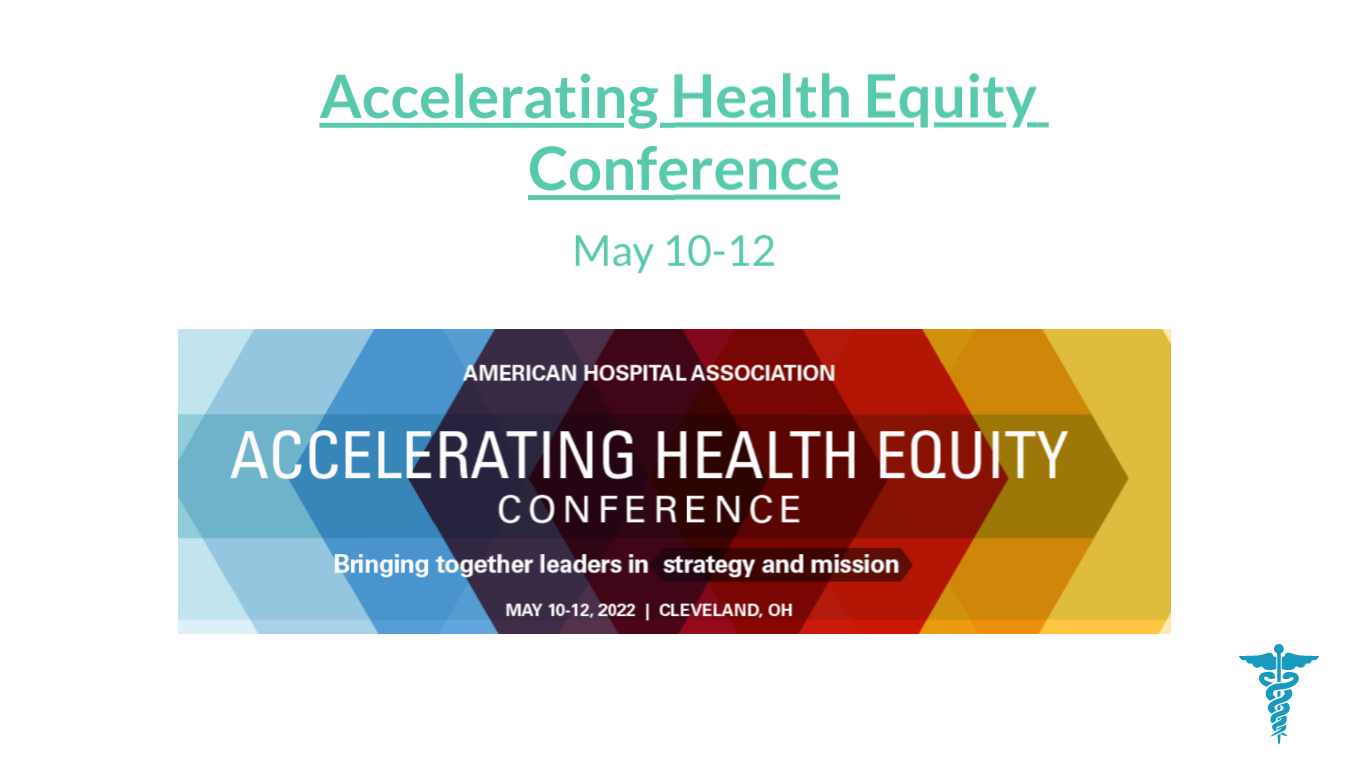 Accelerating Health Equity
Conference
May 10-12
AMERICAN HOSPITAL ASSOCIATION
ACCELERATING HEALTH EQUITY
CONFERENCE
Bringing together leaders in strategy and mission
MAY 10-12, 2022 | CLEVELAND, OH